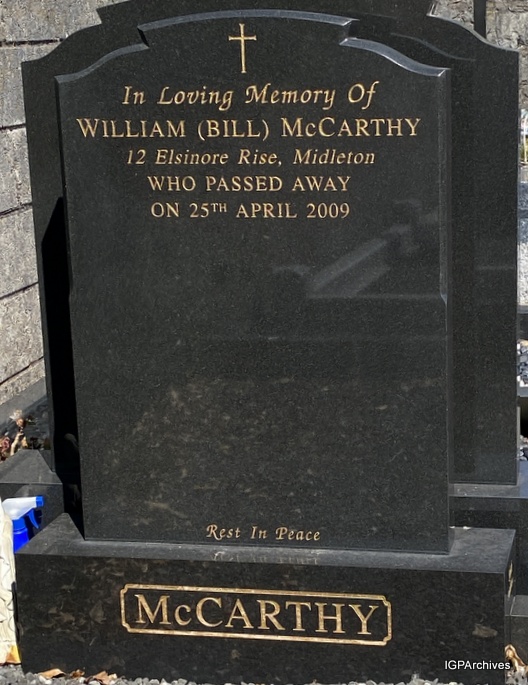 In Loving Memory Of
WILLIAM (BILL) McCARTHY
12 Elsinore Rise, Midleton
WHO PASSED AWAY
ON 25TH APRIL 2009
Rest In Peace
McCARTHY
IGPArchives